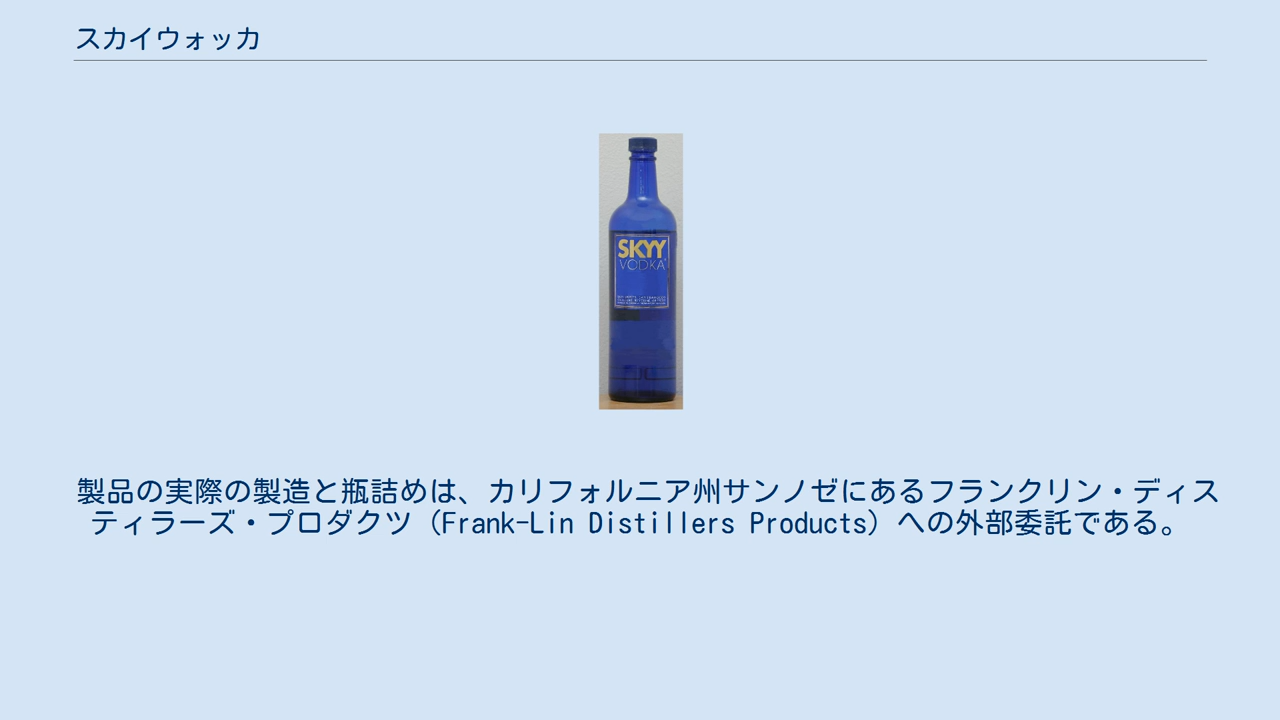 スカイウォッカ
SKYY
VODKA
製品の実際の製造と瓶詰めは、カリフォルニア州サンノゼにあるフランクリン・ディス
ティラーズ・プロダクツ（Frank-Lin Distillers Products）への外部委託である。